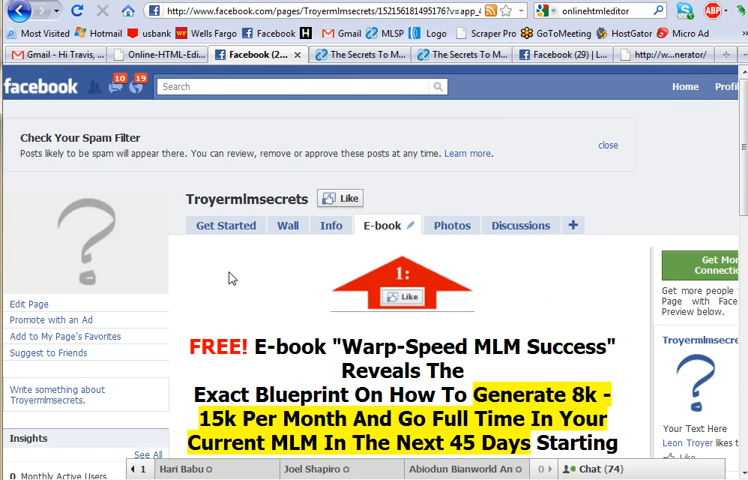 http://www.facebook.com/pages/Troyermlmsecrets/152156181495176?v=app_4
onlinehtmleditor
Most Visited
Hotmail
usbank
Wells Fargo
Facebook
H
Gmail
MLSP
Logo
Scraper Pro
GoToMeeting
HostGator
Micro Ad
Gmail - Hi Travis, ...
Online-HTML-Edi...
Facebook (2...
The Secrets To M...
The Secrets To M...
Facebook (29) | L...
http://w...nerator/
facebook
10
19
Search
Home
Profi
Check Your Spam Filter
Posts likely to be spam will appear there. You can review, remove or approve these posts at any time. Learn more.
close
Troyermlmsecrets
Like
Get Started
Wall
Info
E-book
Photos
Discussions
+
1:
Like
Get Mor
Connectio
Get more people
Page with Face
Preview below.
Edit Page
Promote with an Ad
Add to My Page's Favorites
Suggest to Friends
FREE! E-book "Warp-Speed MLM Success"
Reveals The
Exact Blueprint On How To Generate 8k -
15k Per Month And Go Full Time In Your
Current MLM In The Next 45 Days Starting
Troyermlmsecr
Write something about
Troyermlmsecrets.
Your Text Here
Leon Troyer likes t
Like
Insights
See All
0 Monthly Active Users
1
Hari Babu
Joel Shapiro
Abiodun Bianworld An
0
Chat (74)